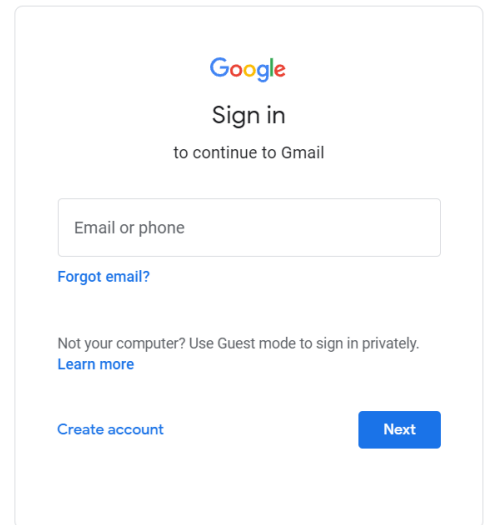 Google
Sign in
to continue to Gmail
Email or phone
Forgot email?
Not your computer? Use Guest mode to sign in privately.
Learn more
Create account
Next